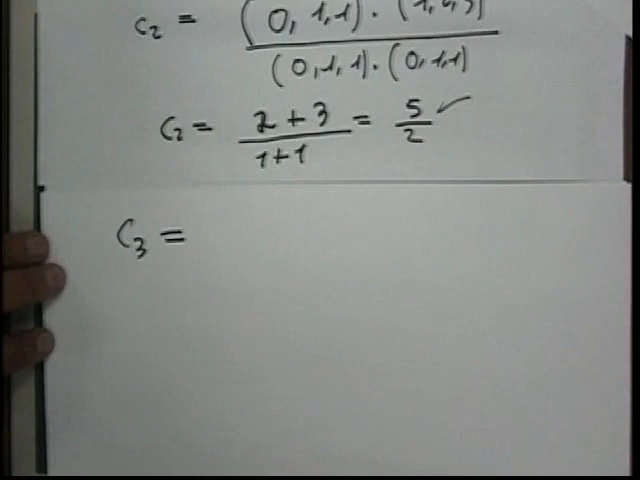 C₂ = (0, 1, 1) · (1, 2, 3)
(0, 1, 1) · (0, 1, 1)
C₂ = 2 + 3 = 5 ✓
1 + 1 2
C₃ =